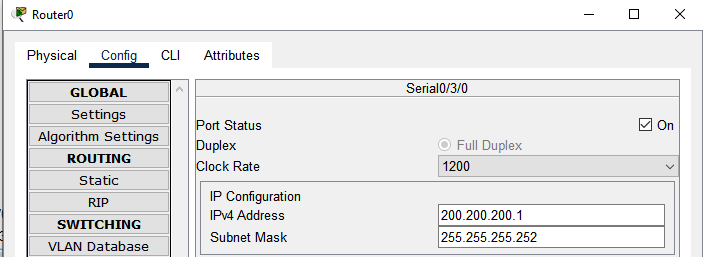 Router0
Physical Config CLI Attributes
GLOBAL
Settings
Algorithm Settings
ROUTING
Static
RIP
SWITCHING
VLAN Database
Serial0/3/0
Port Status On
Duplex Full Duplex
Clock Rate 1200
IP Configuration
IPv4 Address 200.200.200.1
Subnet Mask 255.255.255.252